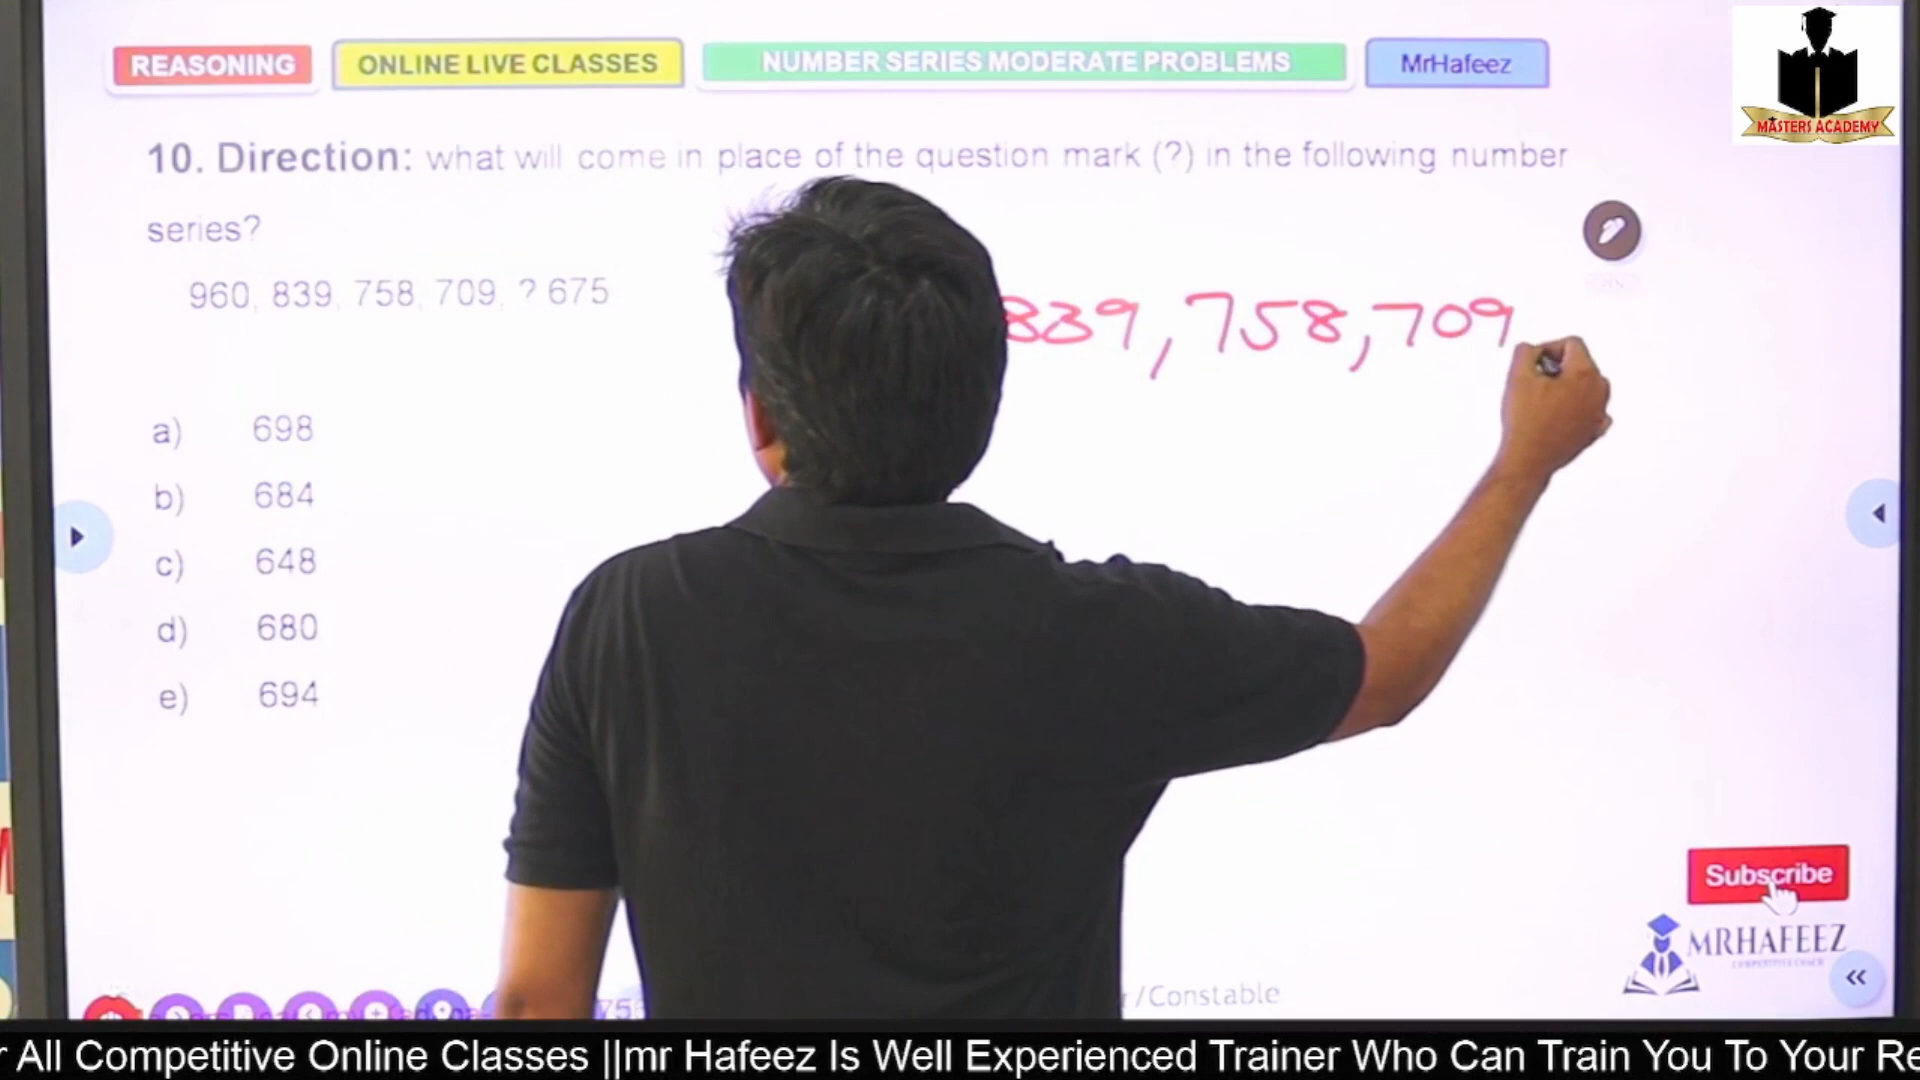 REASONING
ONLINE LIVE CLASSES
NUMBER SERIES MODERATE PROBLEMS
MrHafeez
MASTERS ACADEMY
10. Direction: what will come in place of the question mark (?) in the following number
series?
960, 839, 758, 709, ? 675
839, 758, 709
a) 698
b) 684
c) 648
d) 680
e) 694
Subscribe
MRHAFEEZ
COMPETITIVE COACH
/Constable
All Competitive Online Classes ||mr Hafeez Is Well Experienced Trainer Who Can Train You To Your